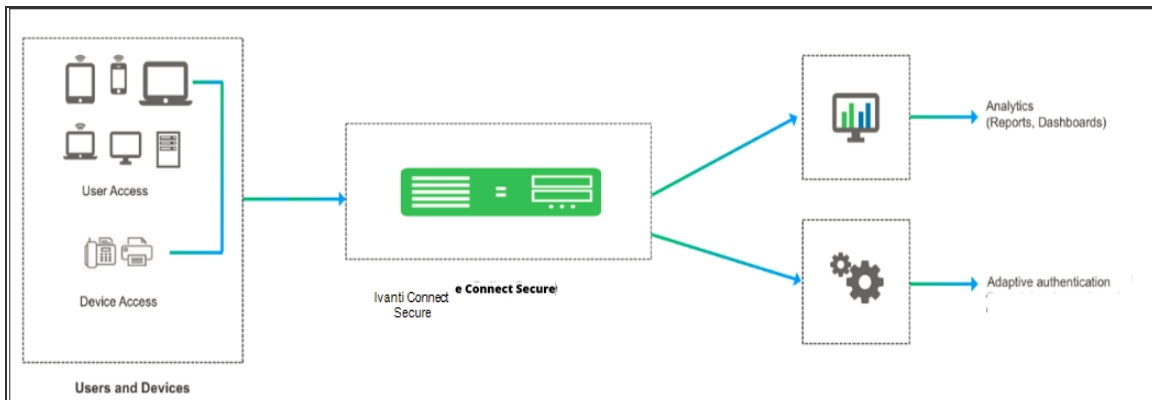 User Access
Device Access
Users and Devices
e Connect Secure
Ivanti Connect
Secure
Analytics
(Reports, Dashboards)
Adaptive authentication